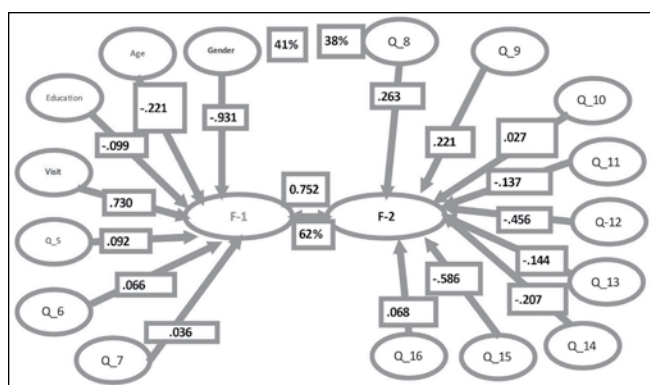 Age
Gender
41%
38%
Q_8
Q_9
Education
-.221
-.931
.263
Q_10
-.099
.221
.027
Q_11
Visit
-.137
.730
F-1
0.752
F-2
-.456
Q-12
Q_5
.092
62%
-.144
Q_13
.066
-.586
-.207
Q_6
.036
.068
Q_14
Q_7
Q_16
Q_15